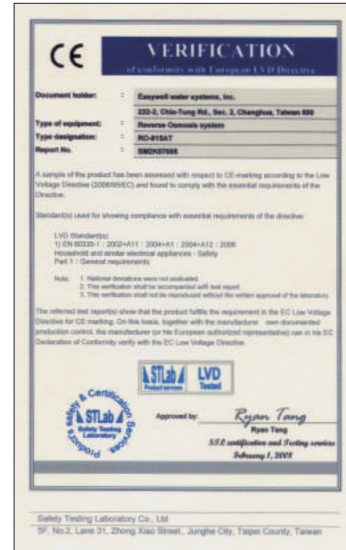 CE
VERIFICATION
of conformity with European LVD Directive
Document holder: : Easywell water systems, inc.
222-2, Chia-Tung Rd., Sec. 2, Changhua, Taiwan 500
Type of equipment: : Reverse Osmosis system
Type designation: : RO-815AT
Report No. :
A sample of the product has been assessed with respect to CE-marking according to the Low
Voltage Directive (2006/95/EC) and found to comply with the essential requirements of the
Directive.
Standard(s) used for showing compliance with essential requirements of the directive:
LVD Standard(s):
1) EN 60335-1 : 2002+A11 : 2004+A1 : 2004+A12 : 2006
Household and similar electrical appliances - Safety
Part 1 : General requirements
Note: 1. National deviations were not evaluated.
2. This verification shall be accompanied with test report.
3. This verification shall not be reproduced without the written approval of the laboratory.
The referred test report(s) show that the product fulfills the requirement in the EC Low Voltage
Directive for CE marking. On this basis, together with the manufacturer own documented
production control, the manufacturer (or his European authorized representative) can in his EC
Declaration of Conformity verify with the EC Low Voltage Directive.
STLab
Product services
LVD
Tested
Product's safety & Certification Services.
STLab
Safety Testing
Laboratory
Approved by: Ryan Tang
Ryan Tang
STL certification and Testing services
February 1, 2008
Safety Testing Laboratory Co., Ltd
5F, No.2, Lane 31, Zhong Xiao Street, Junghe City, Taipei County, Taiwan